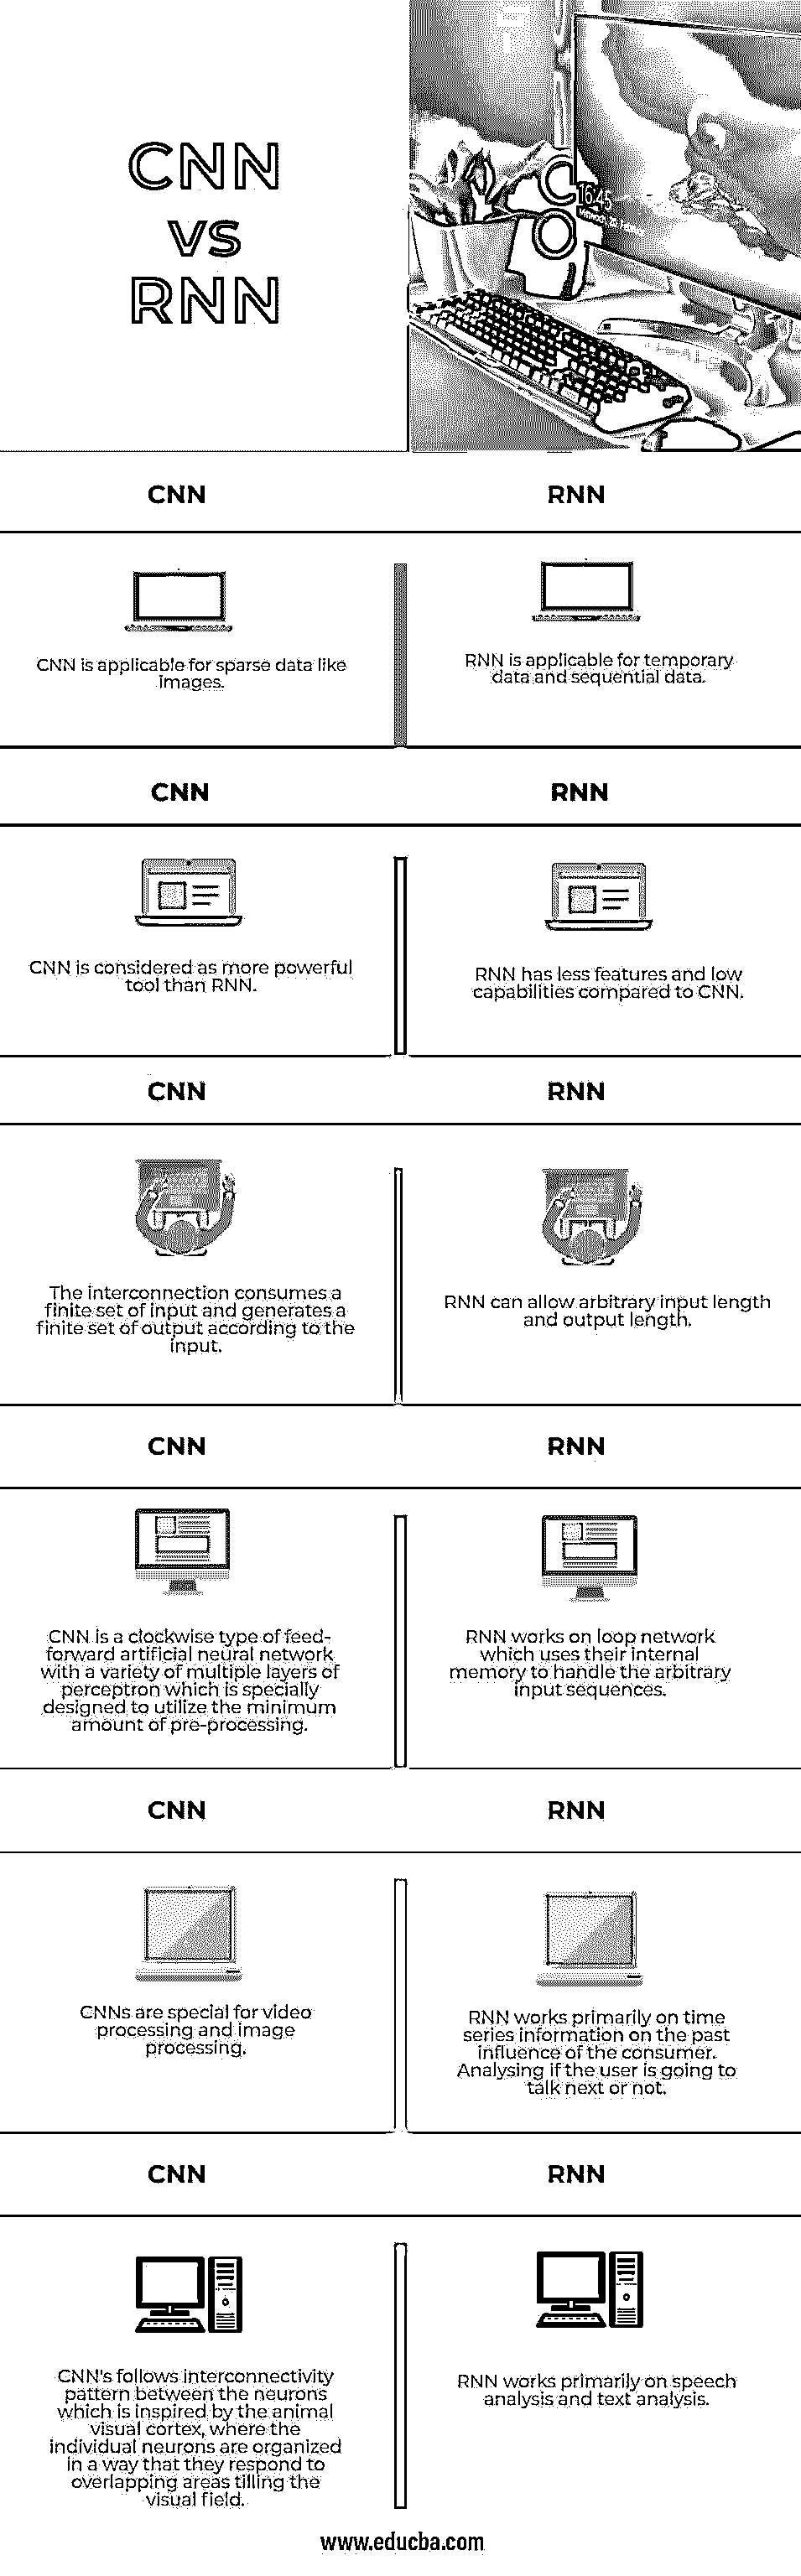 CNN
vs
RNN
16:45
CNN
RNN
CNN is applicable for sparse data like
images.
RNN is applicable for temporary
data and sequential data.
CNN
RNN
CNN is considered as more powerful
tool than RNN.
RNN has less features and low
capabilities compared to CNN.
CNN
RNN
The interconnection consumes a
finite set of input and generates a
finite set of output according to the
input.
RNN can allow arbitrary input length
and output length.
CNN
RNN
CNN is a clockwise type of feed-
forward artificial neural network
with a variety of multiple layers of
perceptron which is specially
designed to utilize the minimum
amount of pre-processing.
RNN works on loop network
which uses their internal
memory to handle the arbitrary
input sequences.
CNN
RNN
CNNs are special for video
processing and image
processing.
RNN works primarily on time
series information on the past
influence of the consumer.
Analysing if the user is going to
talk next or not.
CNN
RNN
CNN's follows interconnectivity
pattern between the neurons
which is inspired by the animal
visual cortex, where the
individual neurons are organized
in a way that they respond to
overlapping areas tilling the
visual field.
RNN works primarily on speech
analysis and text analysis.
www.educba.com